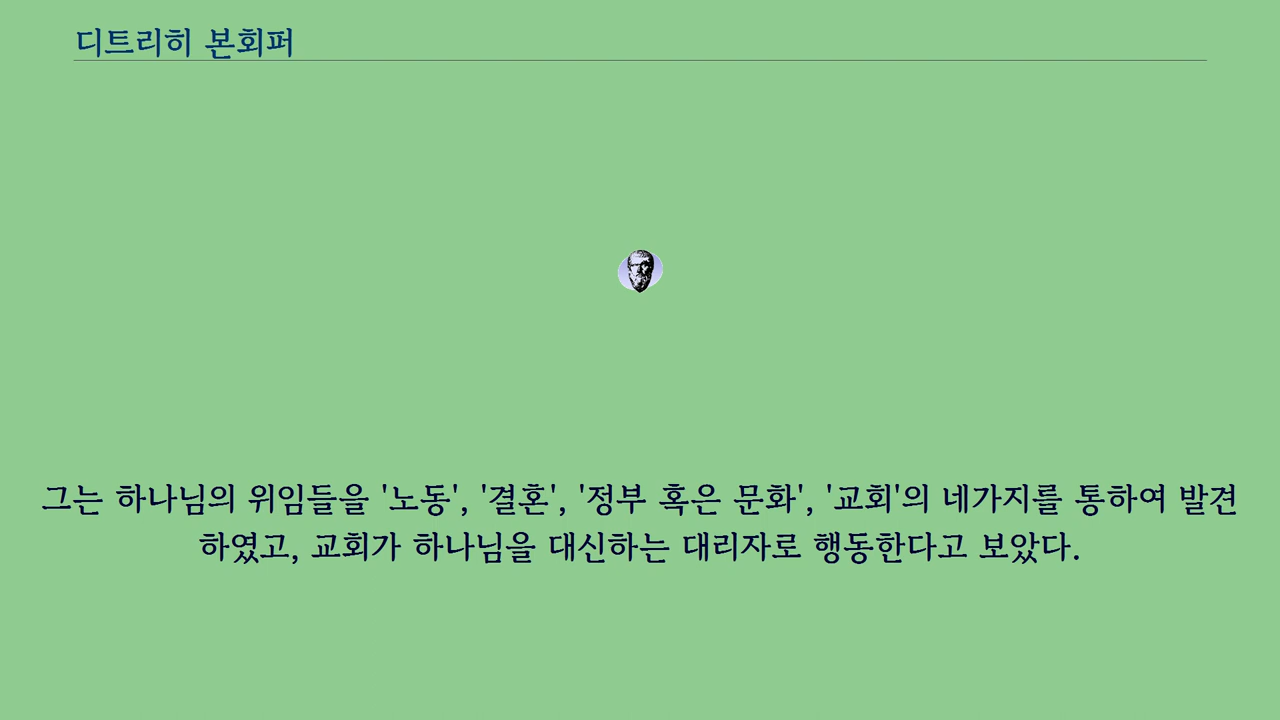 디트리히 본회퍼
그는 하나님의 위임들을 '노동', '결혼', '정부 혹은 문화', '교회'의 네가지를 통하여 발견
하였고, 교회가 하나님을 대신하는 대리자로 행동한다고 보았다.